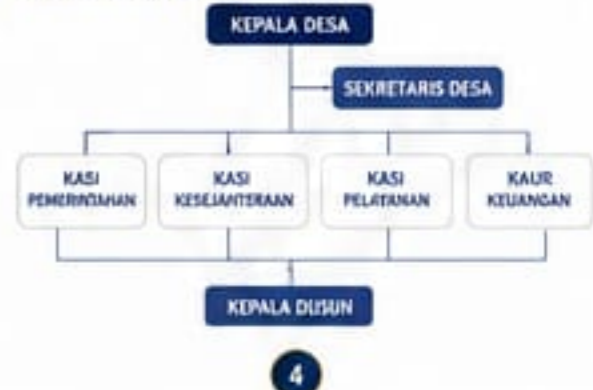 KEPALA DESA
SEKRETARIS DESA
KASI
PEMERINTAHAN
KASI
KESEJAHTERAAN
KASI
PELAYANAN
KAUR
KEUANGAN
KEPALA DUSUN
4